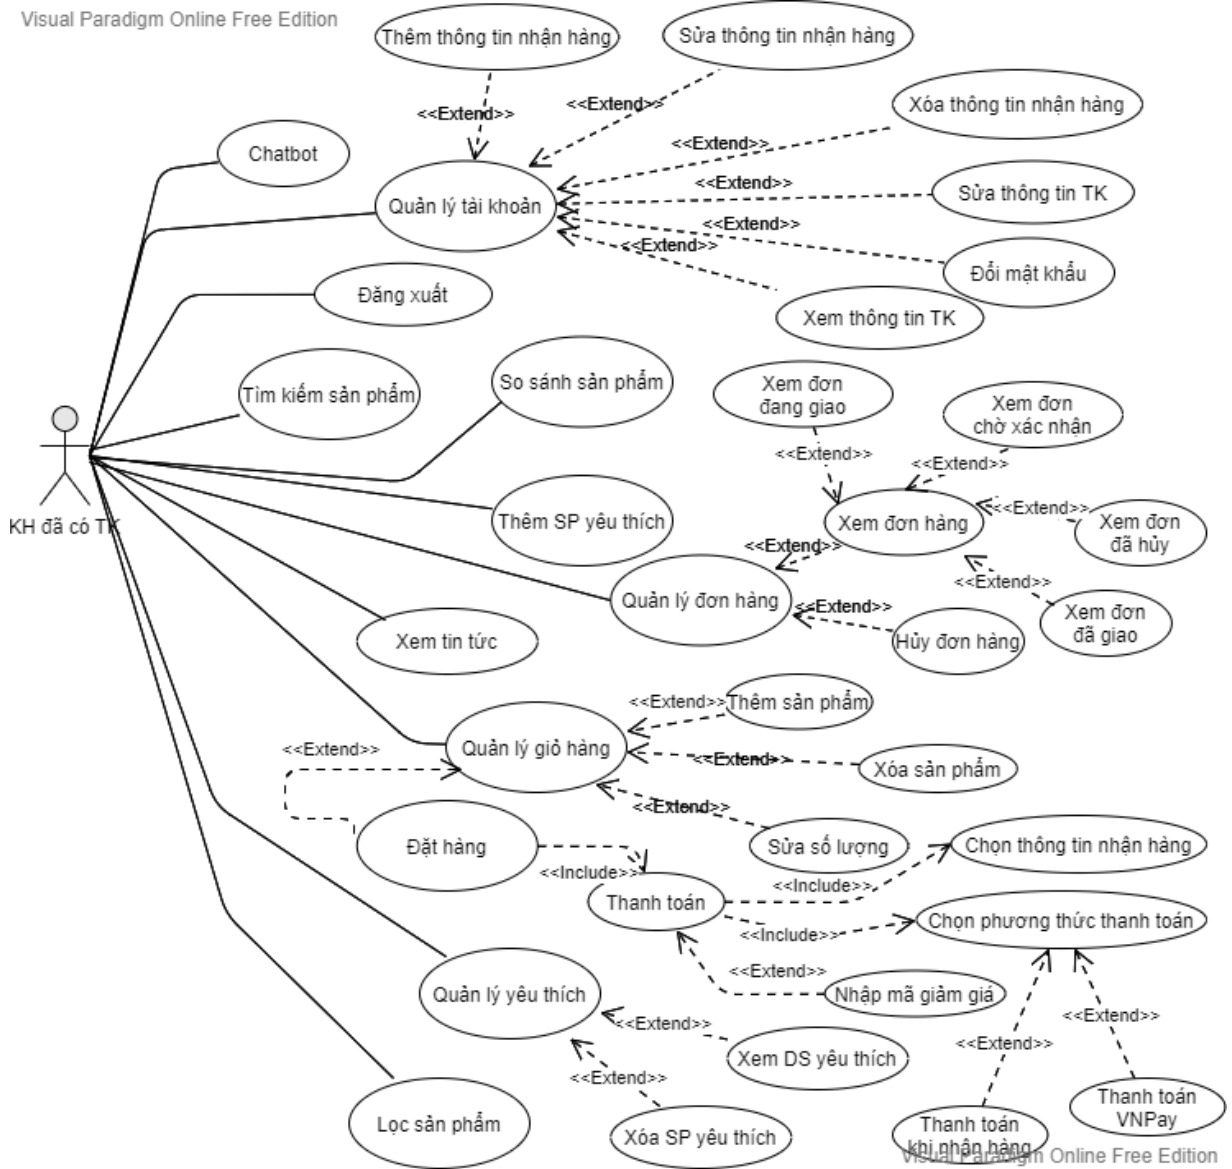 Visual Paradigm Online Free Edition
Thêm thông tin nhận hàng
Sửa thông tin nhận hàng
<<Extend>>
<<Extend>>
Xóa thông tin nhận hàng
Chatbot
<<Extend>>
Quản lý tài khoản
<<Extend>>
Sửa thông tin TK
<<Extend>>
<<Extend>>
Đổi mật khẩu
Đăng xuất
Xem thông tin TK
Tìm kiếm sản phẩm
So sánh sản phẩm
Xem đơn
đang giao
Xem đơn
chờ xác nhận
<<Extend>>
<<Extend>>
KH đã có TK
Thêm SP yêu thích
Xem đơn hàng
<<Extend>>
Xem đơn
đã hủy
<<Extend>>
<<Extend>>
Quản lý đơn hàng
<<Extend>>
Xem đơn
đã giao
Xem tin tức
Hủy đơn hàng
<<Extend>>
Thêm sản phẩm
Quản lý giỏ hàng
<<Extend>>
<<Extend>>
Xóa sản phẩm
<<Extend>>
Đặt hàng
Sửa số lượng
Chọn thông tin nhận hàng
<<Include>>
<<Include>>
Thanh toán
Chọn phương thức thanh toán
<<Include>>
<<Extend>>
Quản lý yêu thích
Nhập mã giảm giá
<<Extend>>
<<Extend>>
<<Extend>>
Xem DS yêu thích
<<Extend>>
Lọc sản phẩm
Xóa SP yêu thích
Thanh toán
khi nhận hàng
Thanh toán
VNPay
Visual Paradigm Online Free Edition